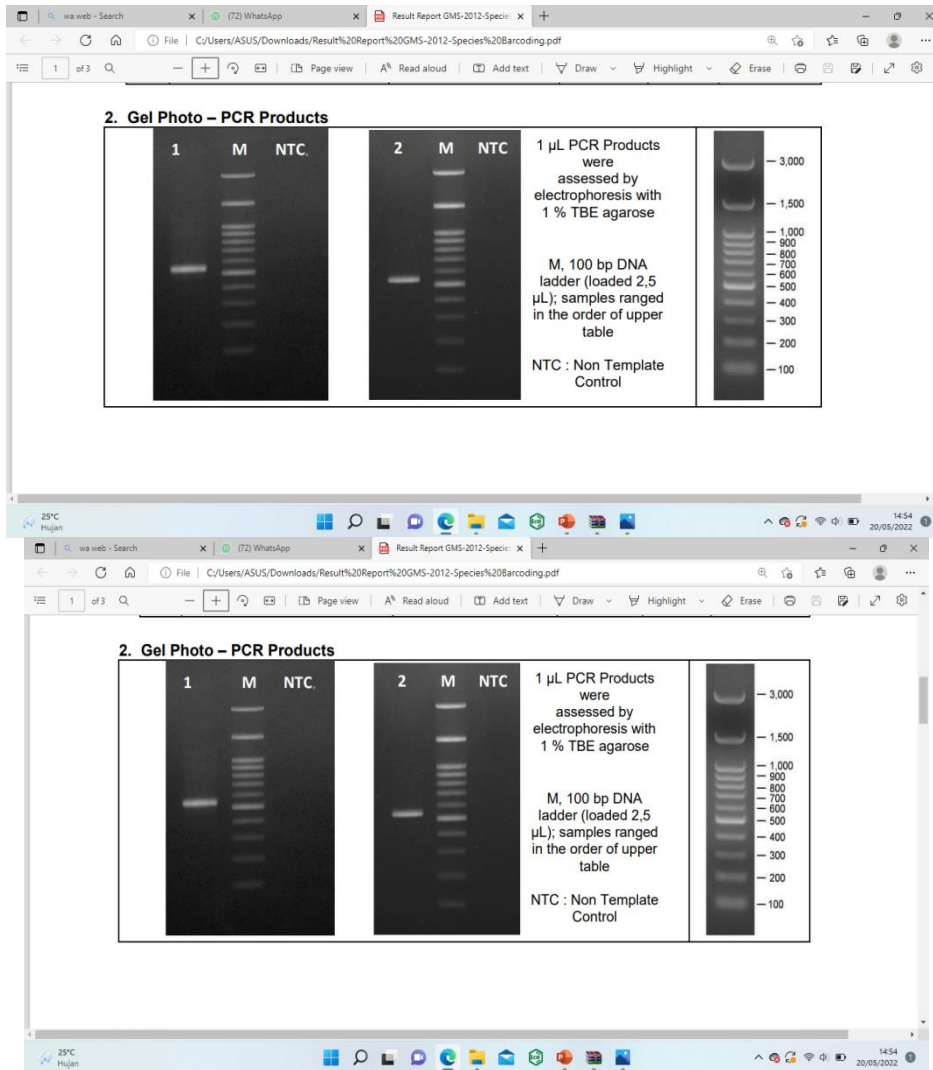 wa web - Search
(72) WhatsApp
Result Report GMS-2012-Specie
File
C:/Users/ASUS/Downloads/Result%20Report%20GMS-2012-Species%20Barcoding.pdf
1
of 3
Page view
Read aloud
Add text
Draw
Highlight
Erase
2. Gel Photo – PCR Products
1 M NTC.
2 M NTC
1 µL PCR Products
were
assessed by
electrophoresis with
1 % TBE agarose
M, 100 bp DNA
ladder (loaded 2,5
µL); samples ranged
in the order of upper
table
NTC : Non Template
Control
3,000
1,500
1,000
900
800
700
600
500
400
300
200
100
25°C
Hujan
14:54
20/05/2022
wa web - Search
(72) WhatsApp
Result Report GMS-2012-Specie
File
C:/Users/ASUS/Downloads/Result%20Report%20GMS-2012-Species%20Barcoding.pdf
1
of 3
Page view
Read aloud
Add text
Draw
Highlight
Erase
2. Gel Photo – PCR Products
1 M NTC.
2 M NTC
1 µL PCR Products
were
assessed by
electrophoresis with
1 % TBE agarose
M, 100 bp DNA
ladder (loaded 2,5
µL); samples ranged
in the order of upper
table
NTC : Non Template
Control
3,000
1,500
1,000
900
800
700
600
500
400
300
200
100
25°C
Hujan
14:54
20/05/2022